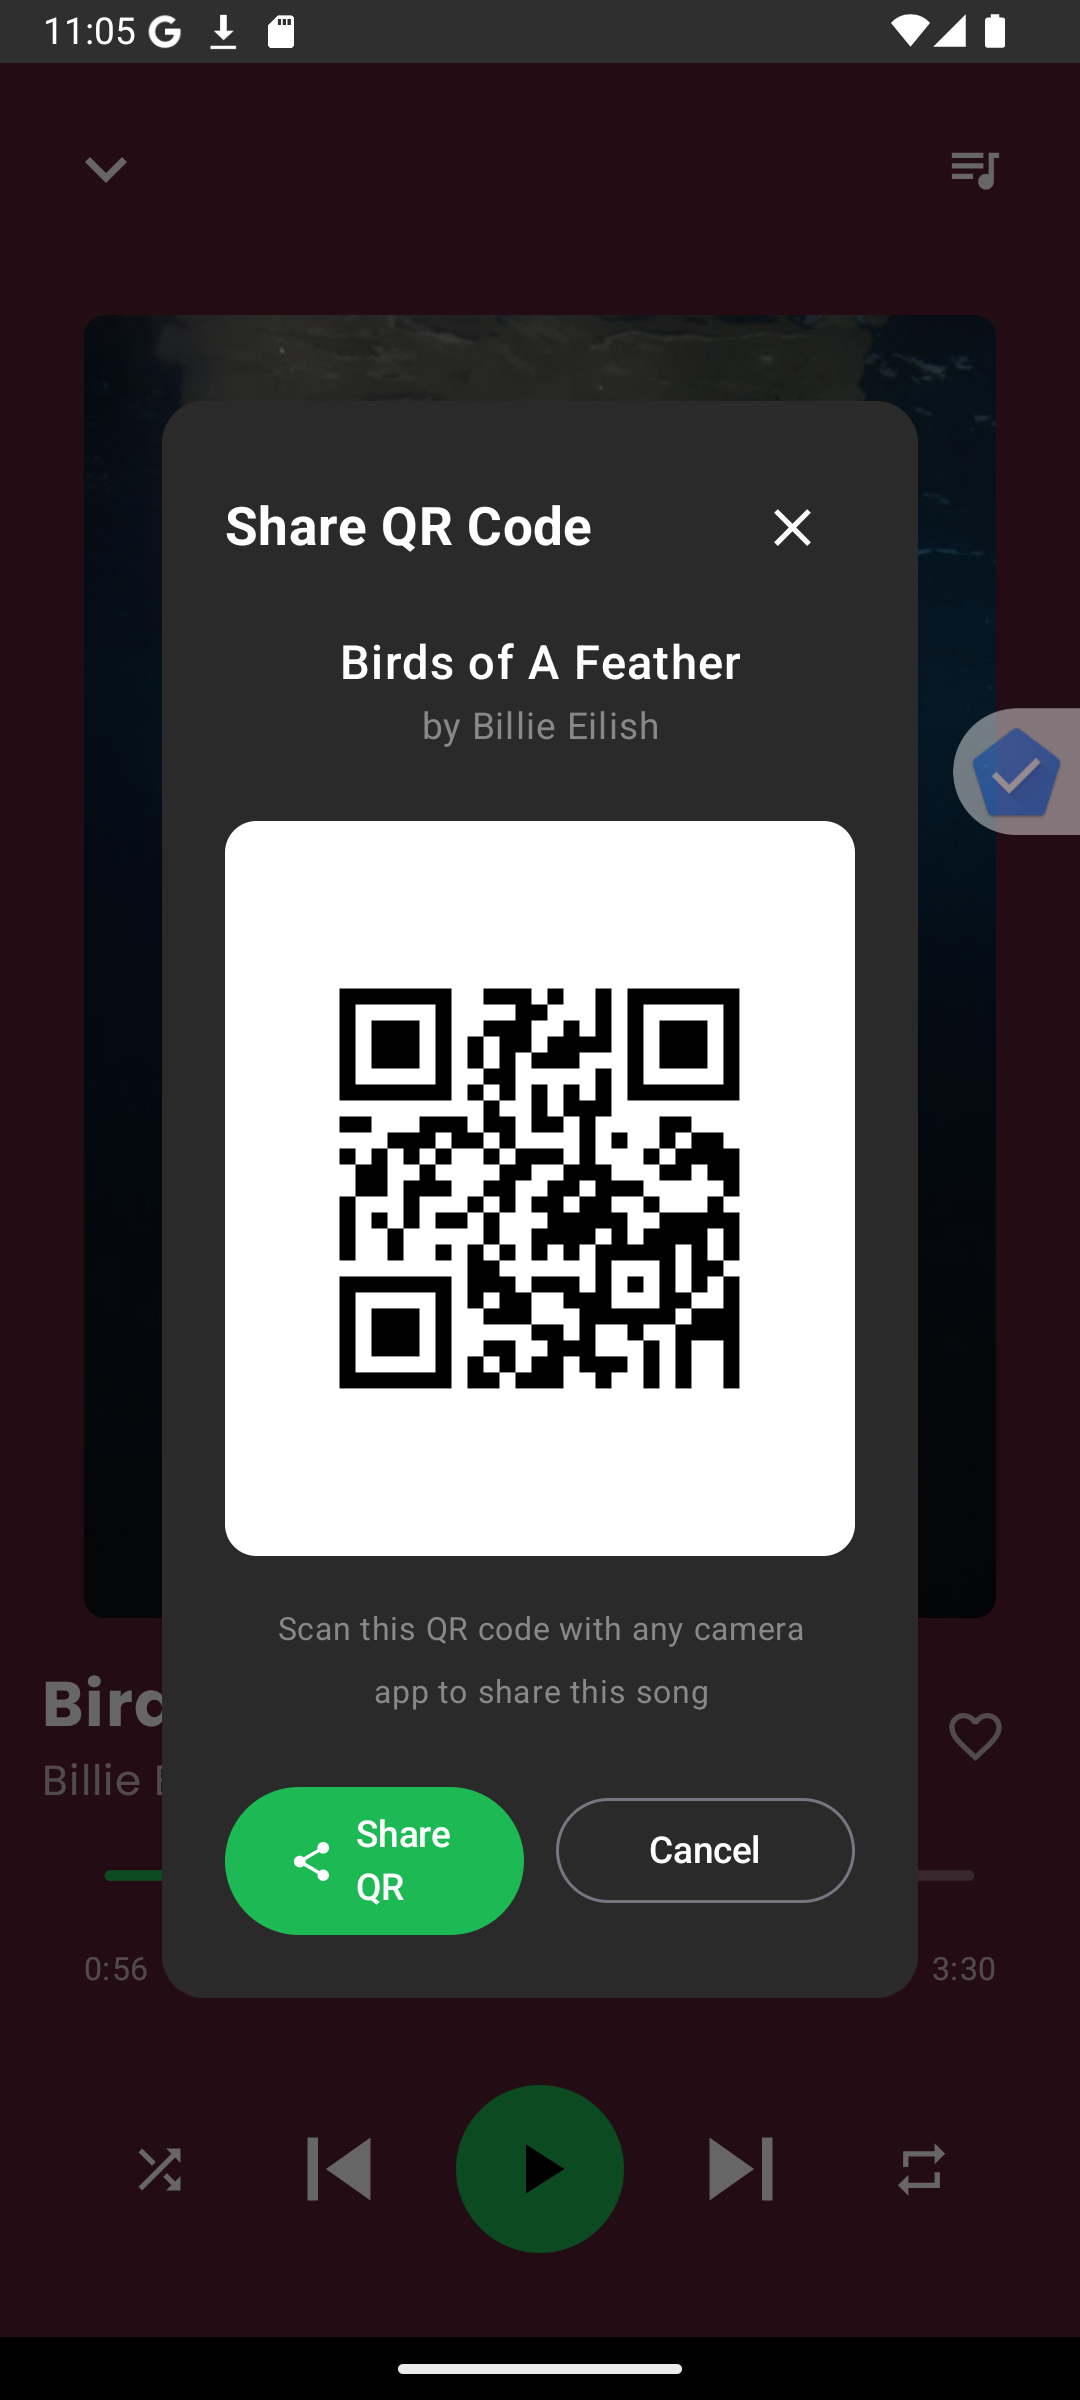 11:05
Share QR Code
Birds of A Feather
by Billie Eilish
Scan this QR code with any camera
app to share this song
Bird
Billie E
Share
QR
Cancel
0:56
3:30